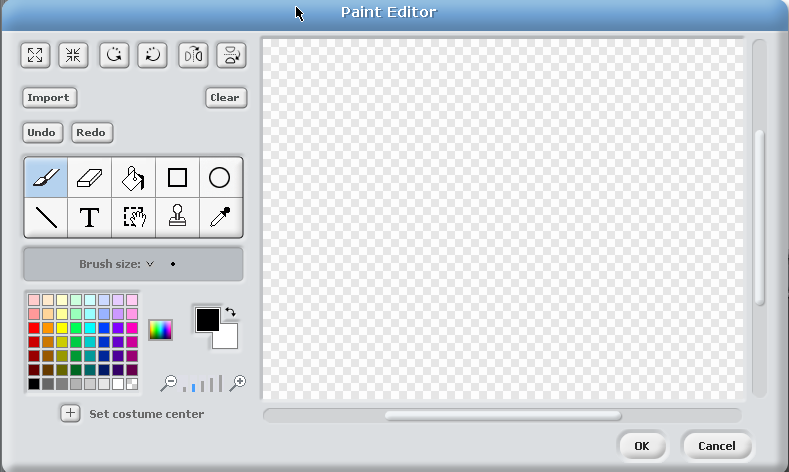 Paint Editor
Import
Clear
Undo
Redo
T
Brush size:
Set costume center
OK
Cancel